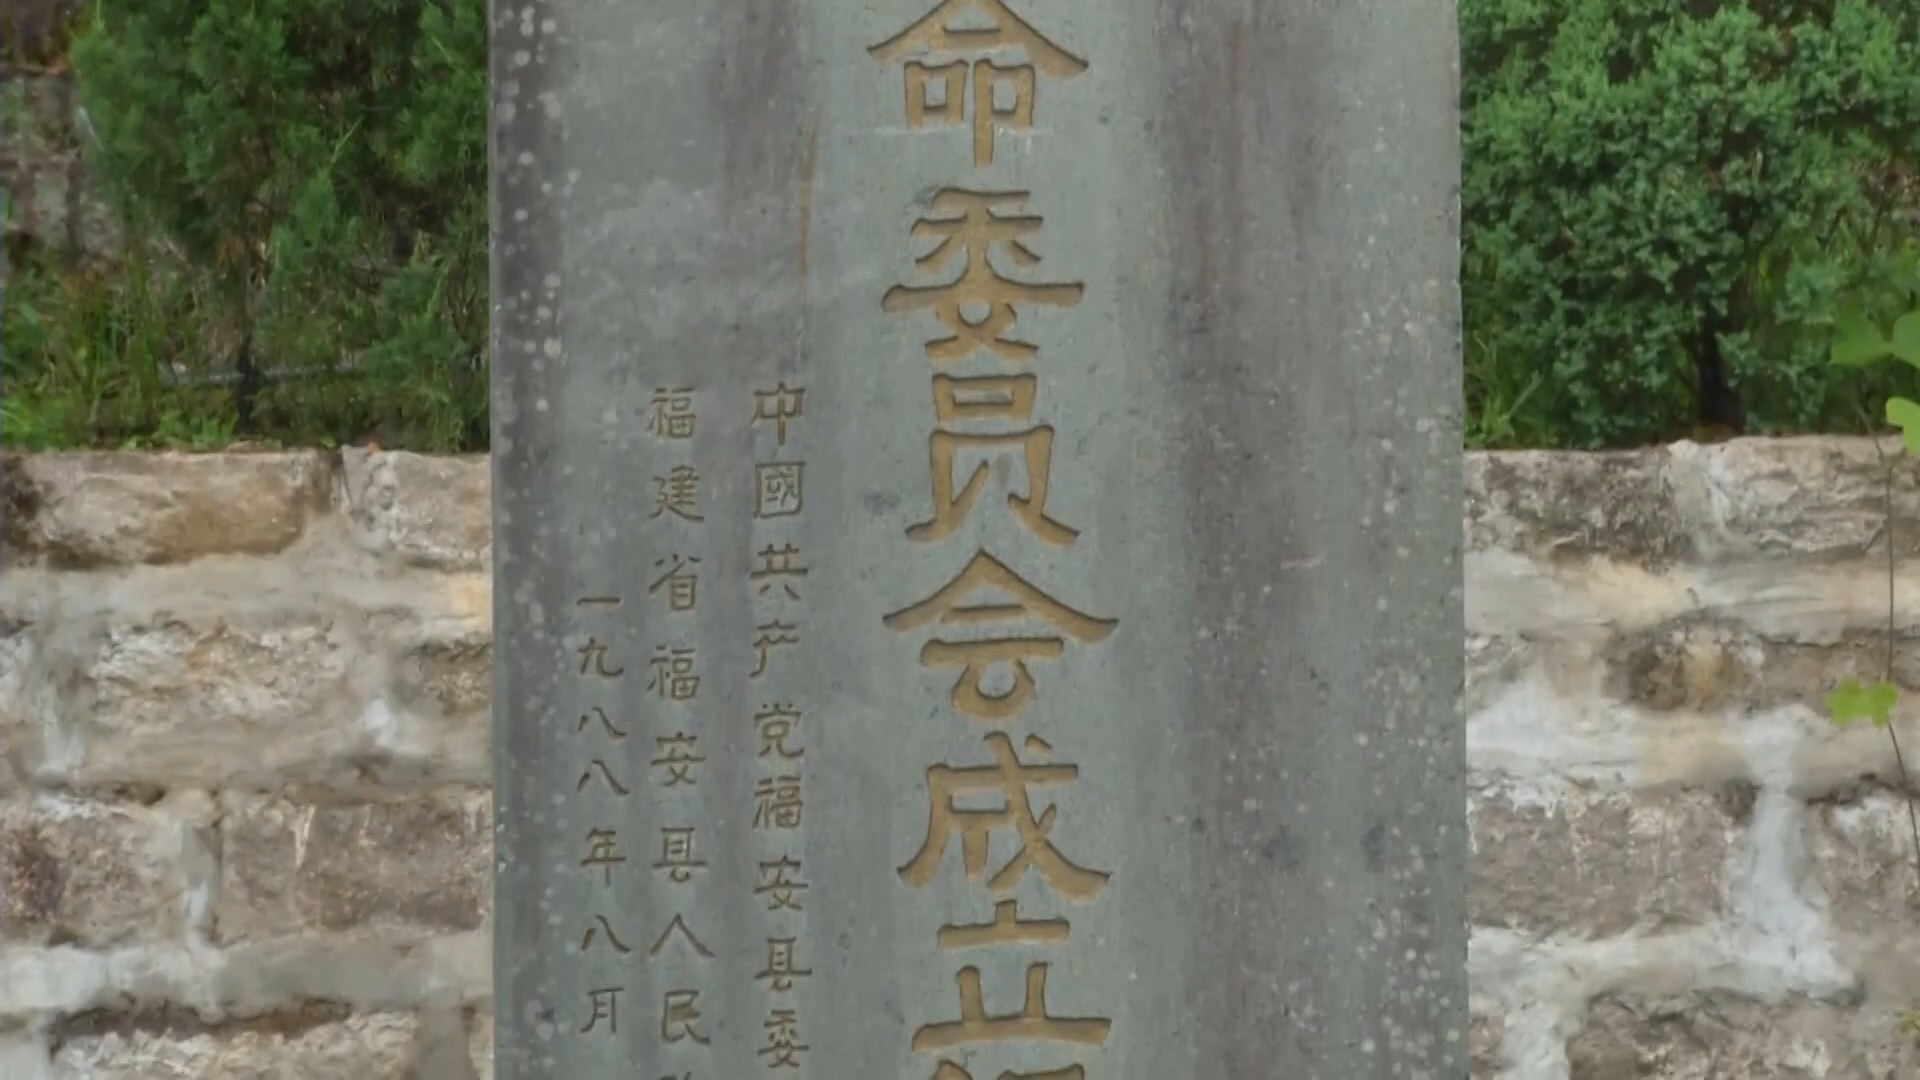 命委员会成立
中國共产党福安县委
福建省福安县人民
一九八八年八月